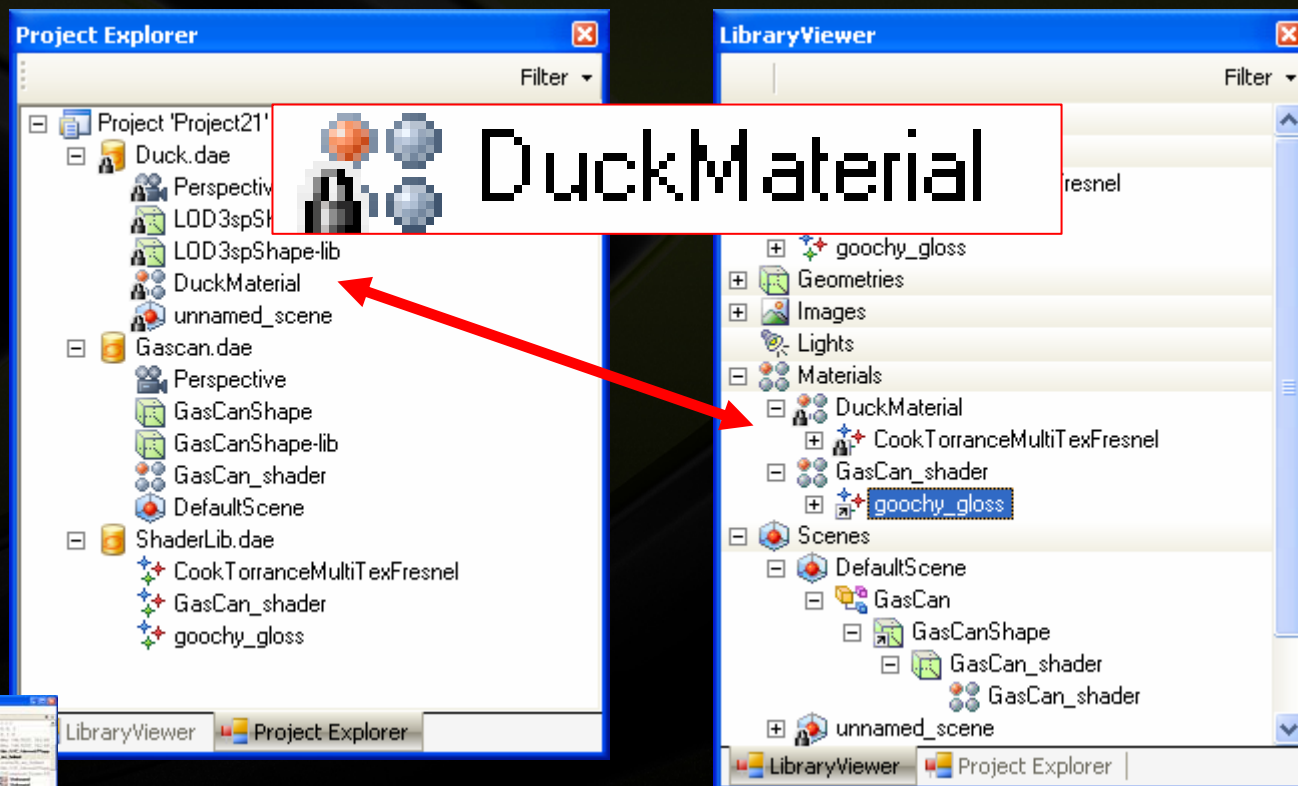 Project Explorer
Filter
Project 'Project21'
Duck.dae
Perspectiv
LOD3spSh
LOD3spShape-lib
DuckMaterial
unnamed_scene
Gascan.dae
Perspective
GasCanShape
GasCanShape-lib
GasCan_shader
DefaultScene
ShaderLib.dae
CookTorranceMultiTexFresnel
GasCan_shader
goochy_gloss
LibraryViewer
Project Explorer
DuckMaterial
LibraryViewer
Filter
resnel
goochy_gloss
Geometries
Images
Lights
Materials
DuckMaterial
CookTorranceMultiTexFresnel
GasCan_shader
goochy_gloss
Scenes
DefaultScene
GasCan
GasCanShape
GasCan_shader
GasCan_shader
unnamed_scene
LibraryViewer
Project Explorer